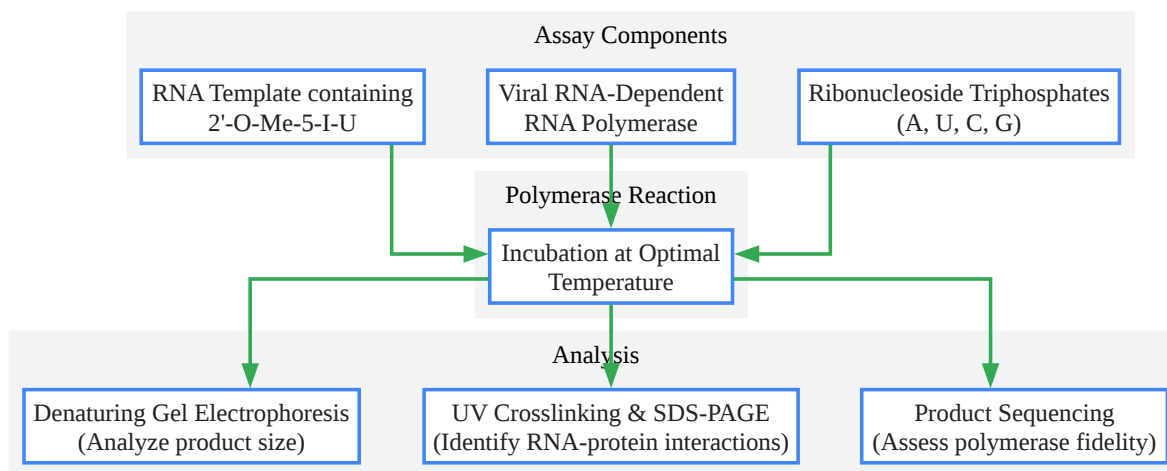 Assay Components
RNA Template containing
2'-O-Me-5-I-U
Viral RNA-Dependent
RNA Polymerase
Ribonucleoside Triphosphates
(A, U, C, G)
Polymerase Reaction
Incubation at Optimal
Temperature
Analysis
Denaturing Gel Electrophoresis
(Analyze product size)
UV Crosslinking & SDS-PAGE
(Identify RNA-protein interactions)
Product Sequencing
(Assess polymerase fidelity)